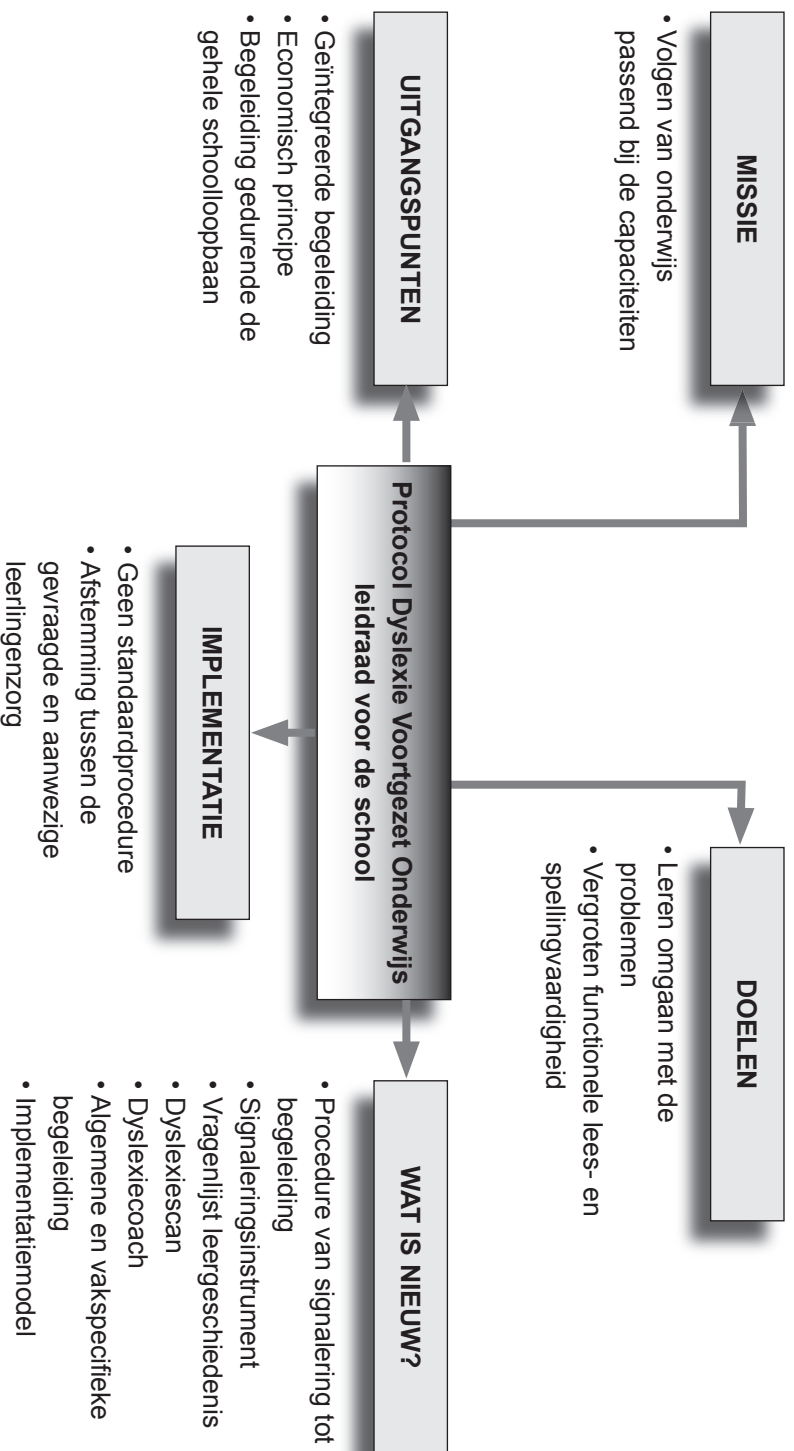 MISSIE
• Volgen van onderwijs
passend bij de capaciteiten
DOELEN
• Leren omgaan met de
problemen
• Vergroten functionele lees- en
spellingvaardigheid
UITGANGSPUNTEN
• Geïntegreerde begeleiding
• Economisch principe
• Begeleiding gedurende de
gehele schoolloopbaan
Protocol Dyslexie Voortgezet Onderwijs
leidraad voor de school
WAT IS NIEUW?
• Procedure van signalering tot
begeleiding
• Signaleringsinstrument
• Vragenlijst leergeschiedenis
• Dyslexiescan
• Dyslexiecoach
• Algemene en vakspecifieke
begeleiding
• Implementatiemodel
IMPLEMENTATIE
• Geen standaardprocedure
• Afstemming tussen de
gevraagde en aanwezige
leerlingenzorg